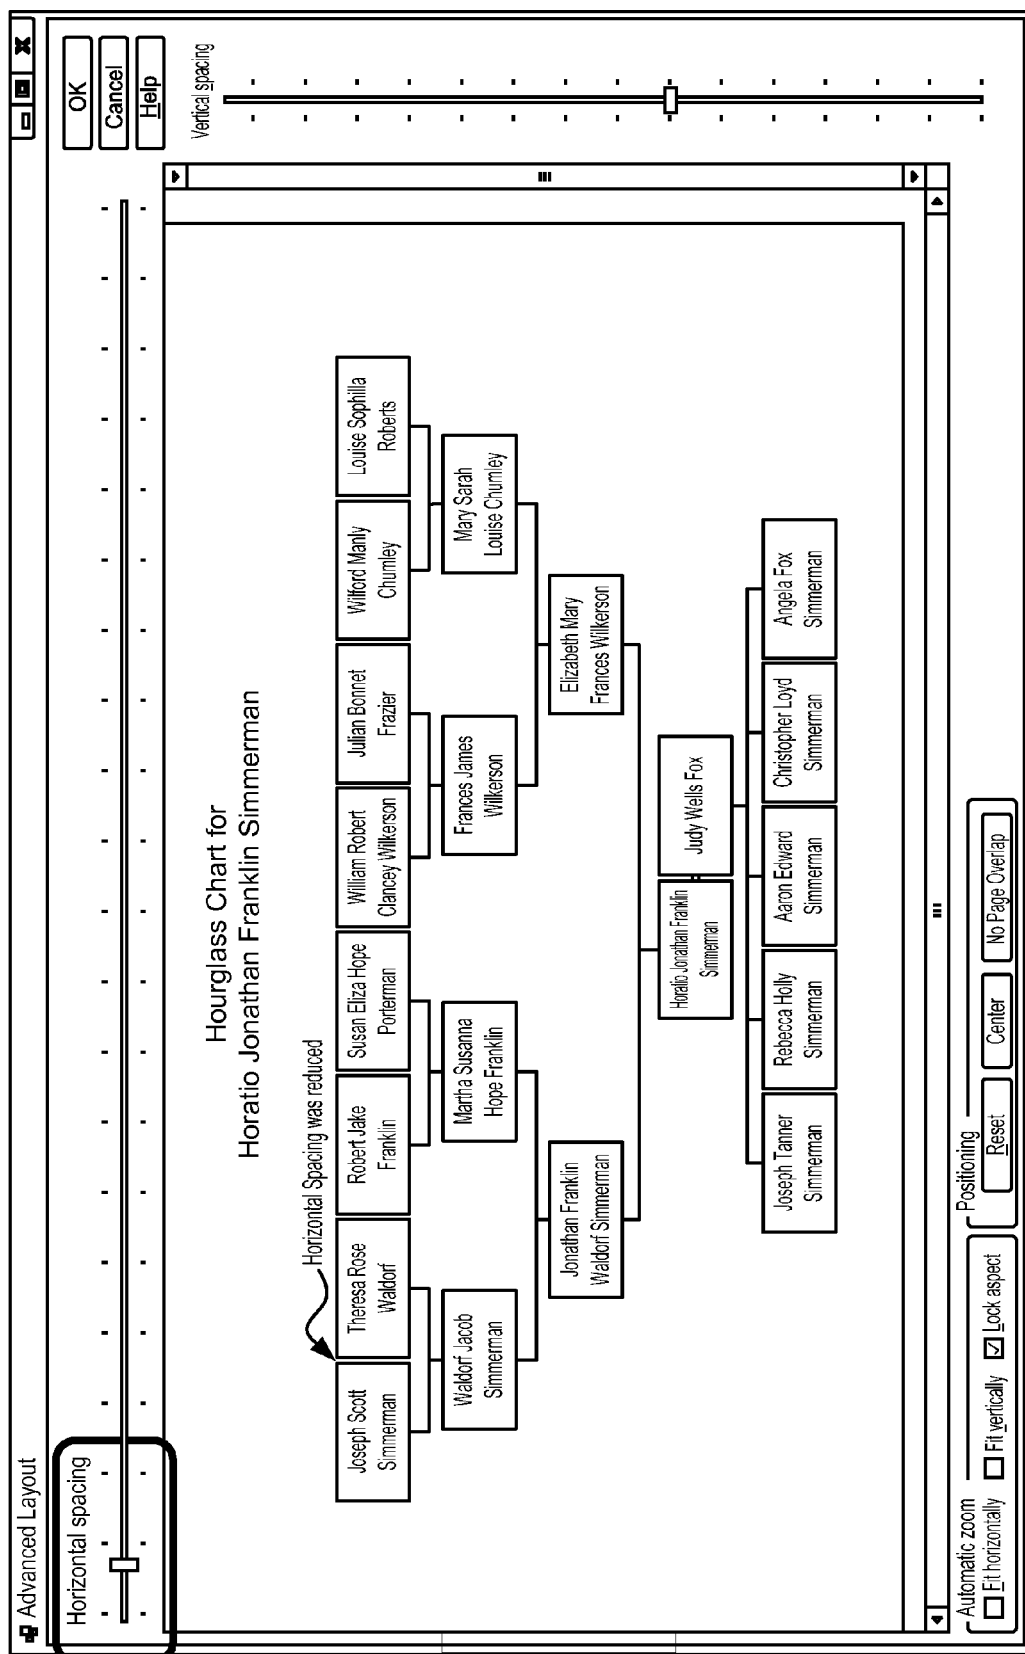 Advanced Layout
Horizontal spacing
OK
Cancel
Help
Vertical spacing
Hourglass Chart for
Horatio Jonathan Franklin Simmerman
Horizontal Spacing was reduced
Joseph Scott
Simmerman
Theresa Rose
Waldorf
Robert Jake
Franklin
Susan Eliza Hope
Porterman
William Robert
Clancey Wilkerson
Julian Bonnet
Frazier
Wilford Manly
Chumley
Louise Sophilla
Roberts
Waldorf Jacob
Simmerman
Martha Susanna
Hope Franklin
Frances James
Wilkerson
Mary Sarah
Louise Chumley
Jonathan Franklin
Waldorf Simmerman
Elizabeth Mary
Frances Wilkerson
Horatio Jonathan Franklin
Simmerman
Judy Wells Fox
Joseph Tanner
Simmerman
Rebecca Holly
Simmerman
Aaron Edward
Simmerman
Christopher Loyd
Simmerman
Angela Fox
Simmerman
Automatic zoom
Fit horizontally
Fit vertically
Lock aspect
Positioning
Reset
Center
No Page Overlap